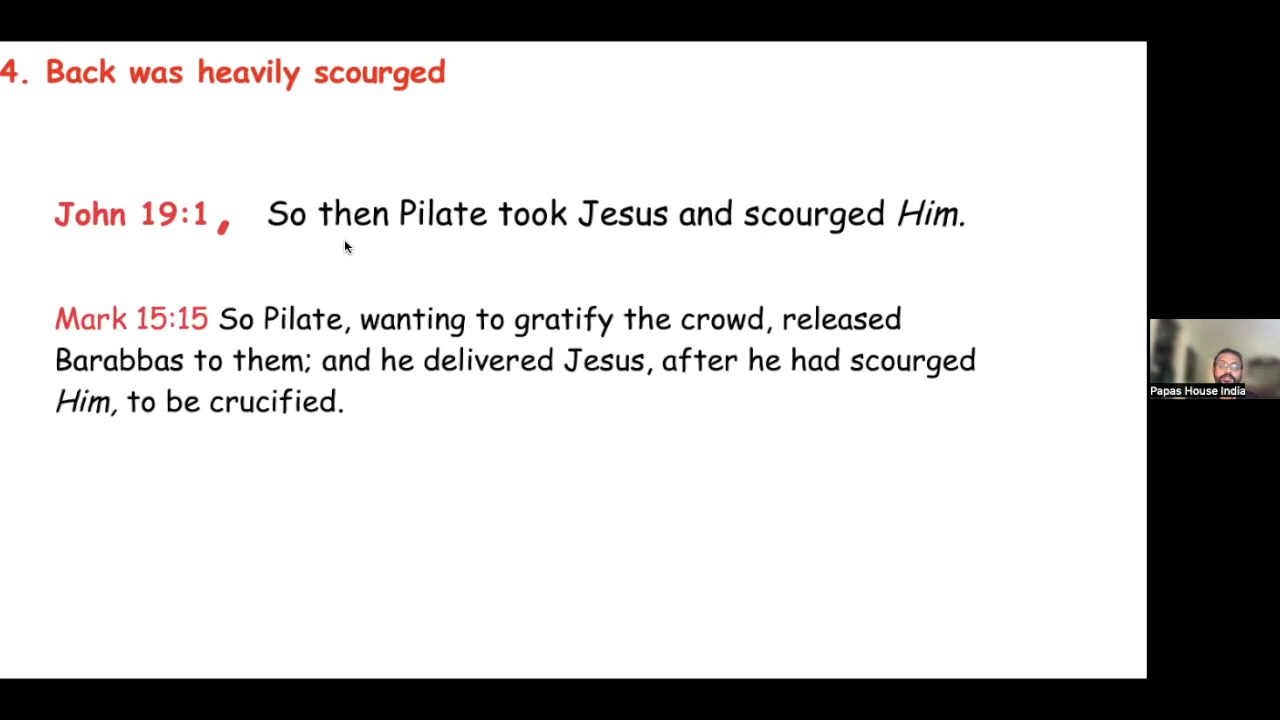 4. Back was heavily scourged
John 19:1, So then Pilate took Jesus and scourged Him.
Mark 15:15 So Pilate, wanting to gratify the crowd, released
Barabbas to them; and he delivered Jesus, after he had scourged
Him, to be crucified.
Papas House India